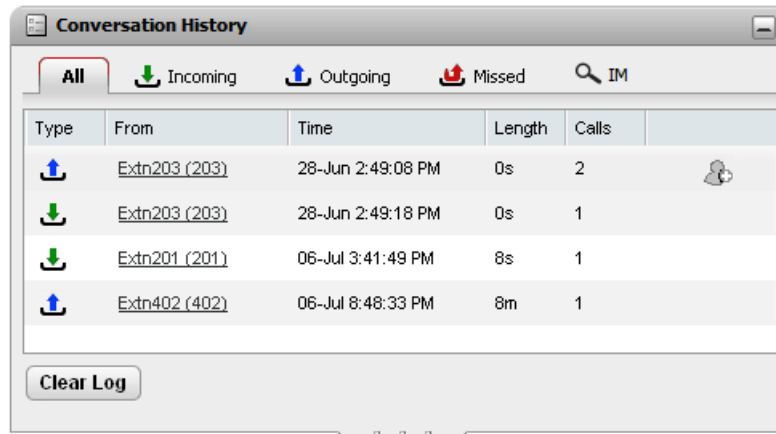 Conversation History
All Incoming Outgoing Missed IM
Type From Time Length Calls
Extn203 (203) 28-Jun 2:49:08 PM 0s 2
Extn203 (203) 28-Jun 2:49:18 PM 0s 1
Extn201 (201) 06-Jul 3:41:49 PM 8s 1
Extn402 (402) 06-Jul 8:48:33 PM 8m 1
Clear Log